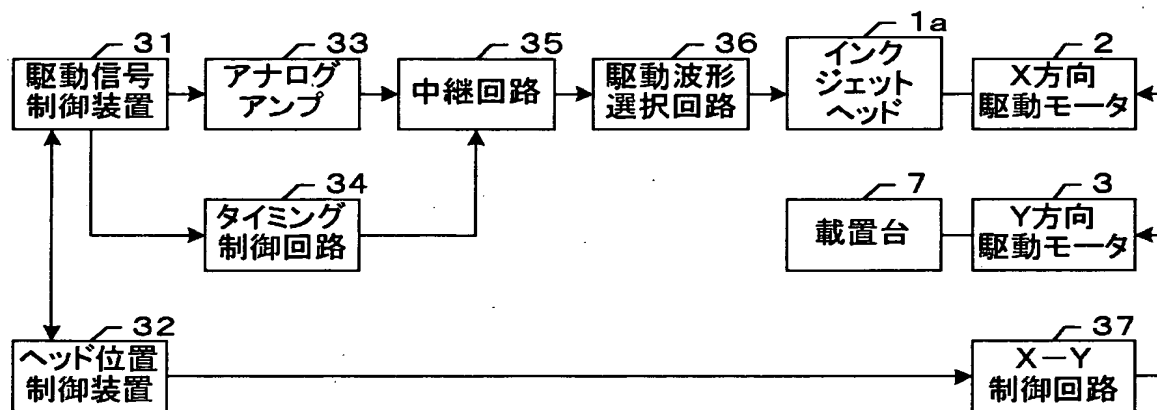 31
駆動信号
制御装置
33
アナログ
アンプ
35
中継回路
36
駆動波形
選択回路
1a
インク
ジェット
ヘッド
2
X方向
駆動モータ
34
タイミング
制御回路
7
載置台
3
Y方向
駆動モータ
32
ヘッド位置
制御装置
37
X−Y
制御回路